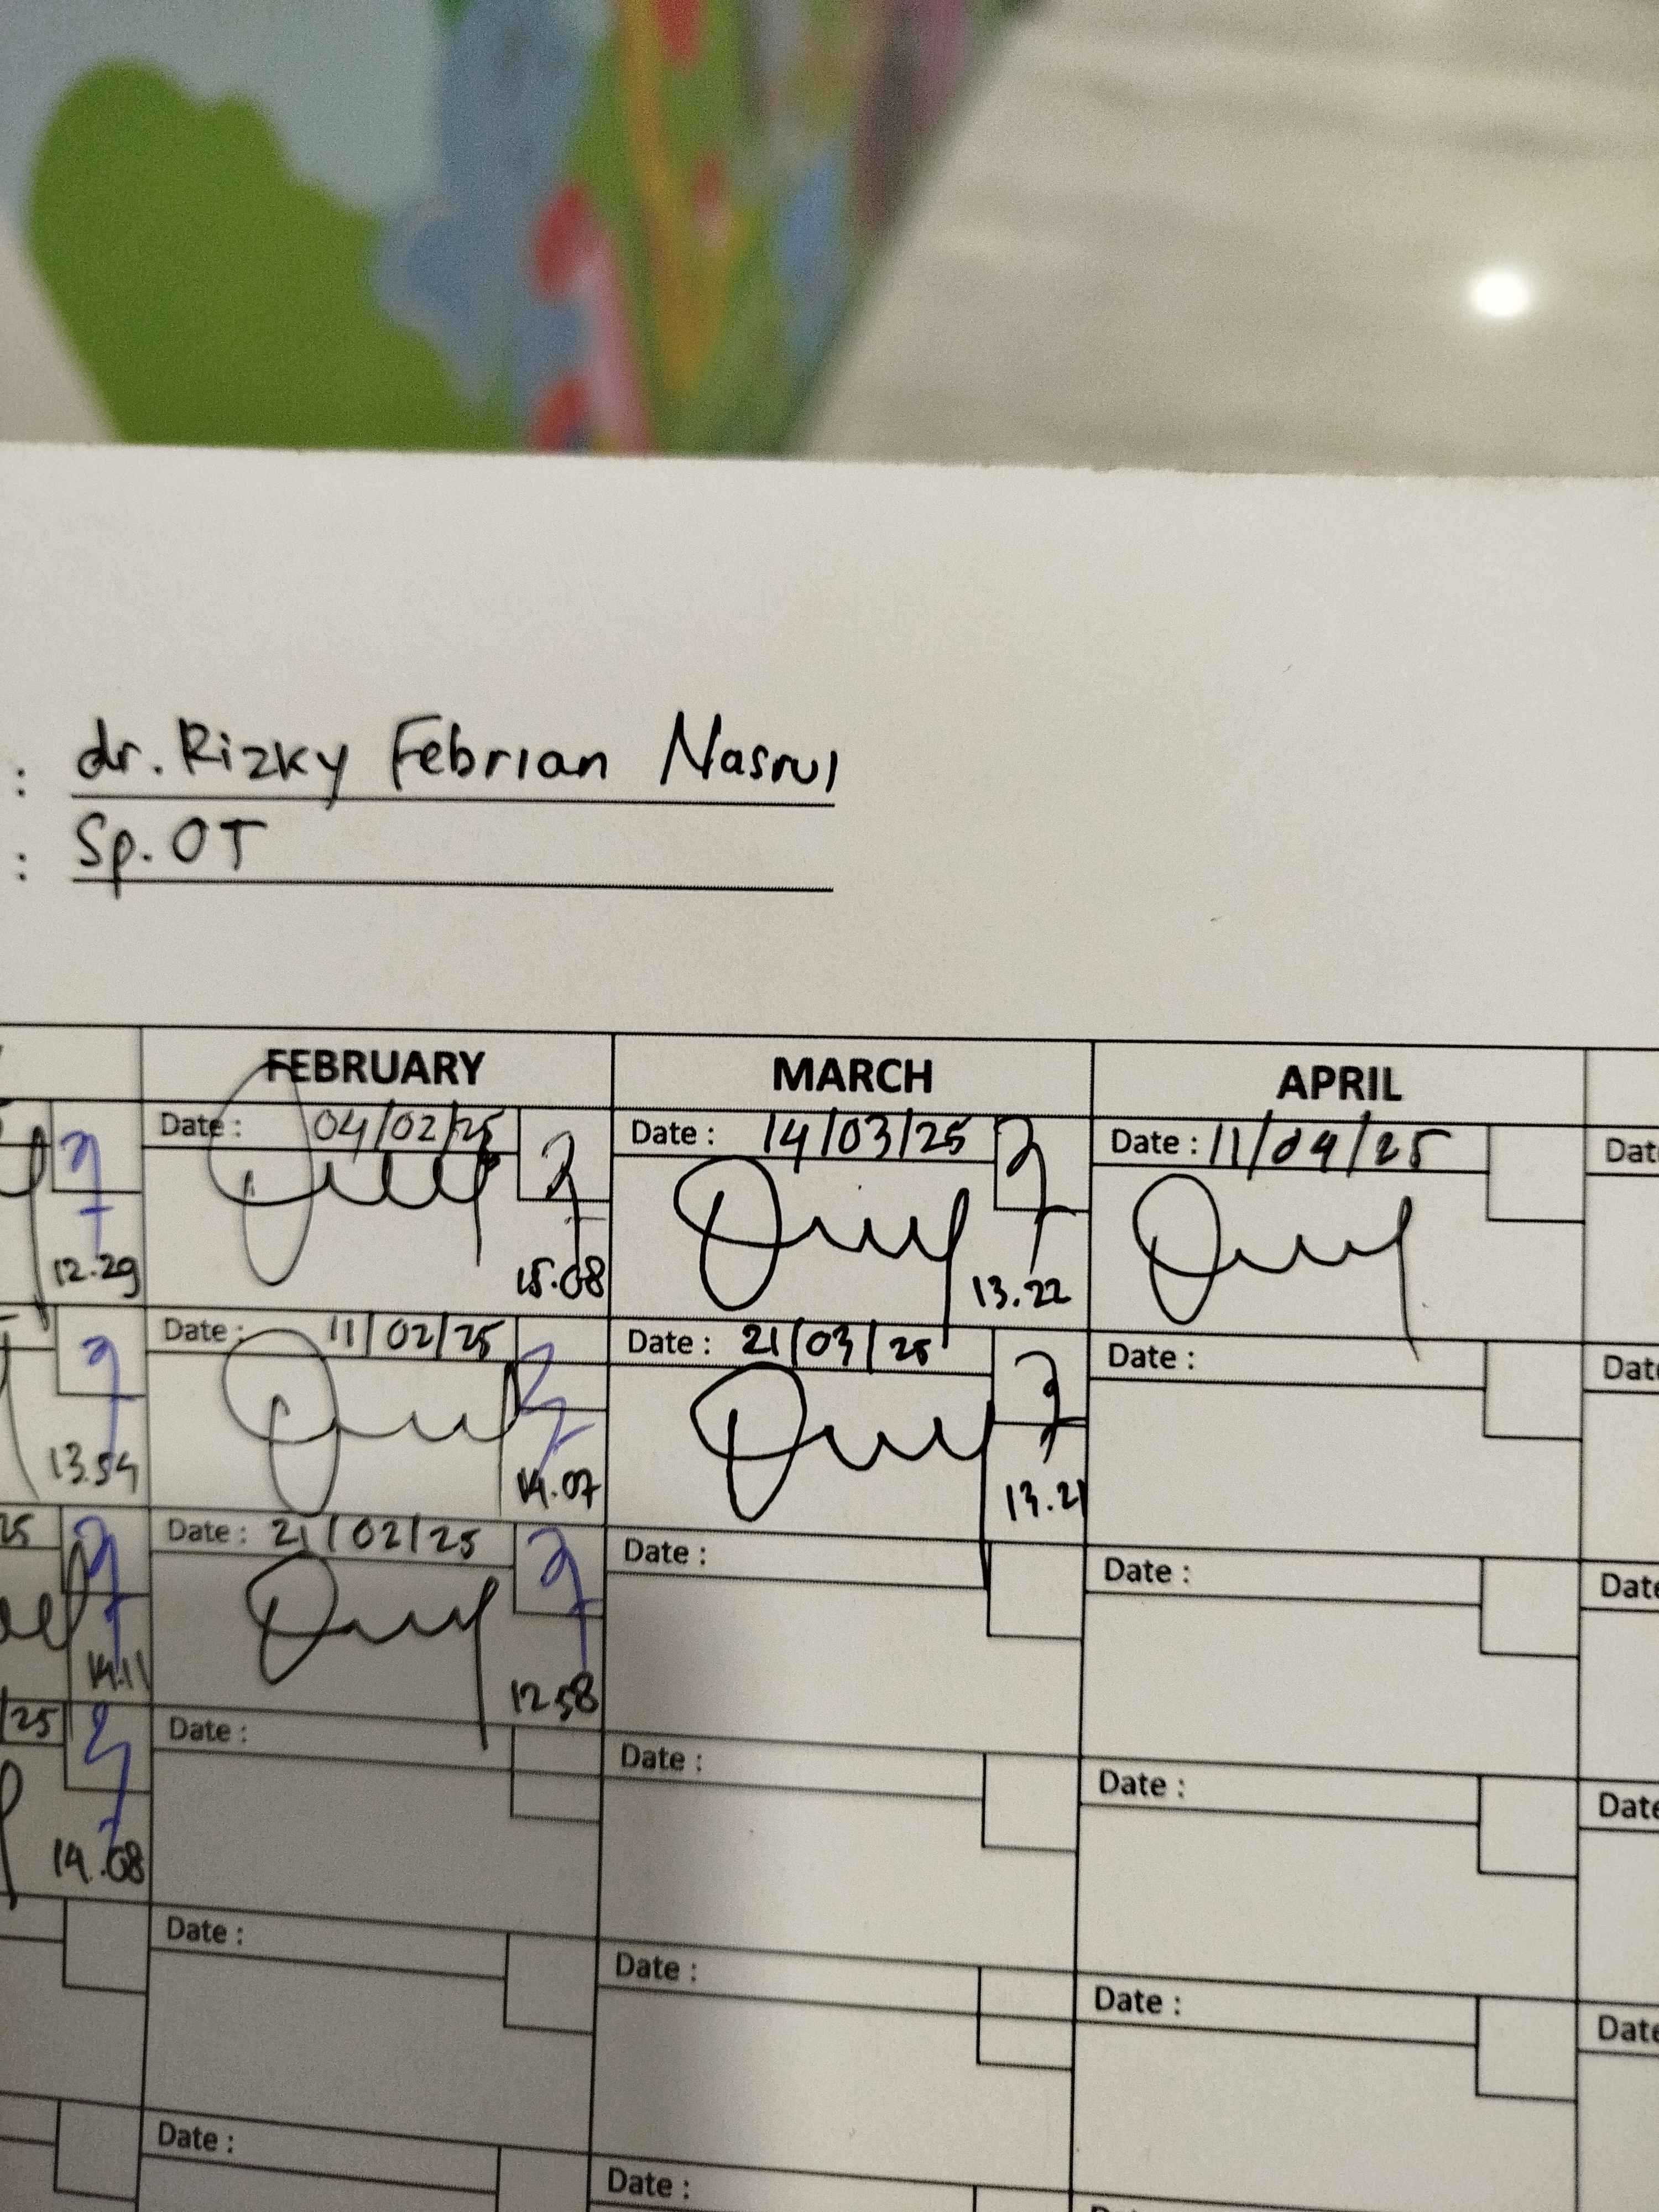 : dr. Rizky Febrian Nasrul
: Sp. OT
FEBRUARY MARCH APRIL
Date : 04/02/25 Date : 14/03/25 Date : 11/04/25 Date
12.29 15.08 13.22
Date : 11/02/25 Date : 21/03/25 Date : Date
13.54 14.07 13.21
25 Date : 21/02/25 Date : Date : Date
14.11 12.58
/25 Date : Date : Date : Date
14.08
Date : Date : Date : Date
Date : Date :